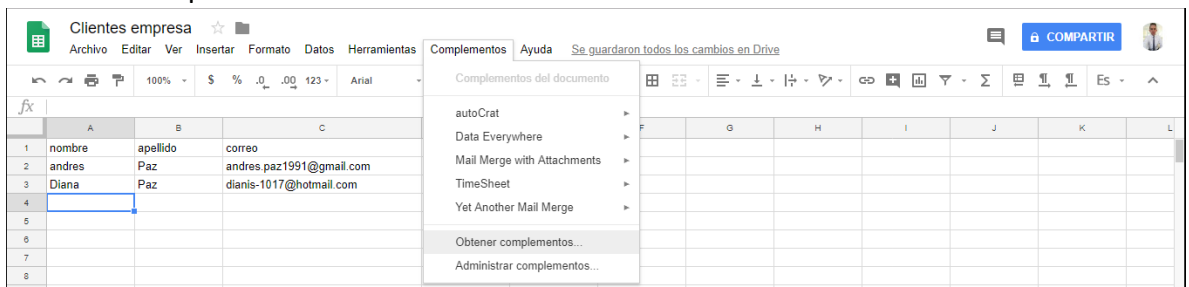 Clientes empresa
Archivo Editar Ver Insertar Formato Datos Herramientas Complementos Ayuda Se guardaron todos los cambios en Drive
COMPARTIR
100% $ % .0 .00 123 Arial Es
Complementos del documento
fx
autoCrat
Data Everywhere
Mail Merge with Attachments
TimeSheet
Yet Another Mail Merge
Obtener complementos...
Administrar complementos...
A B C F G H I J K L
1 nombre apellido correo
2 andres Paz andres.paz1991@gmail.com
3 Diana Paz dianis-1017@hotmail.com
4
5
6
7
8